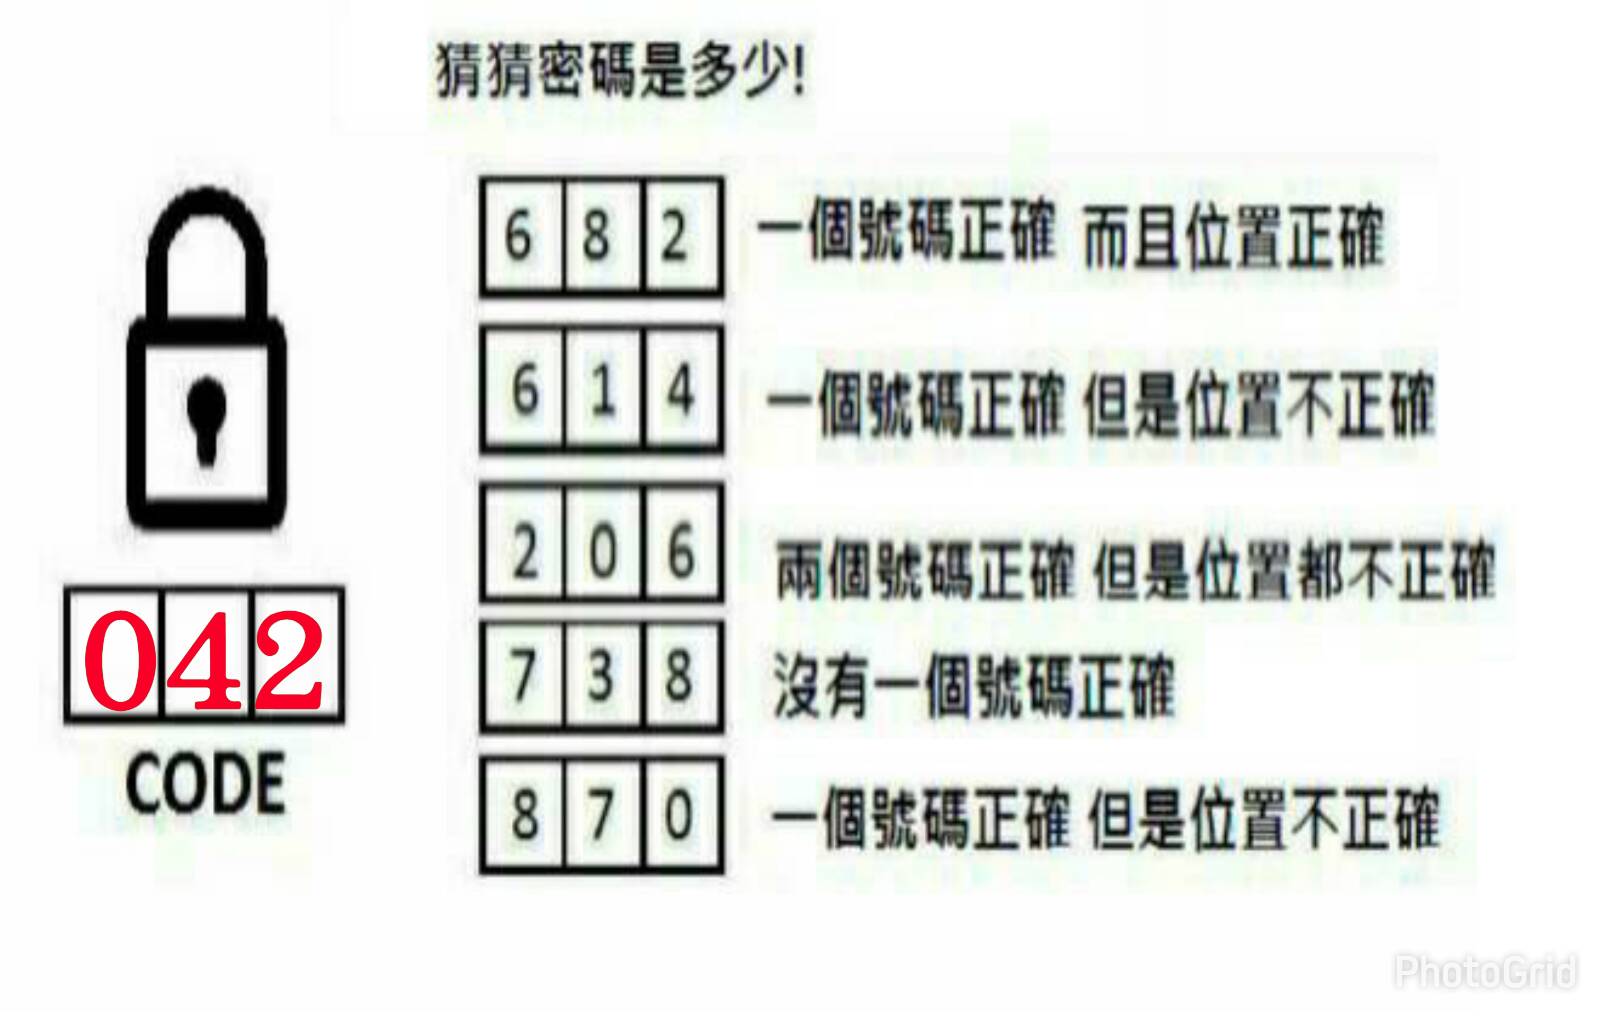 猜猜密碼是多少!
6 8 2 一個號碼正確 而且位置正確
6 1 4 一個號碼正確 但是位置不正確
2 0 6 兩個號碼正確 但是位置都不正確
7 3 8 沒有一個號碼正確
8 7 0 一個號碼正確 但是位置不正確
042
CODE
PhotoGrid